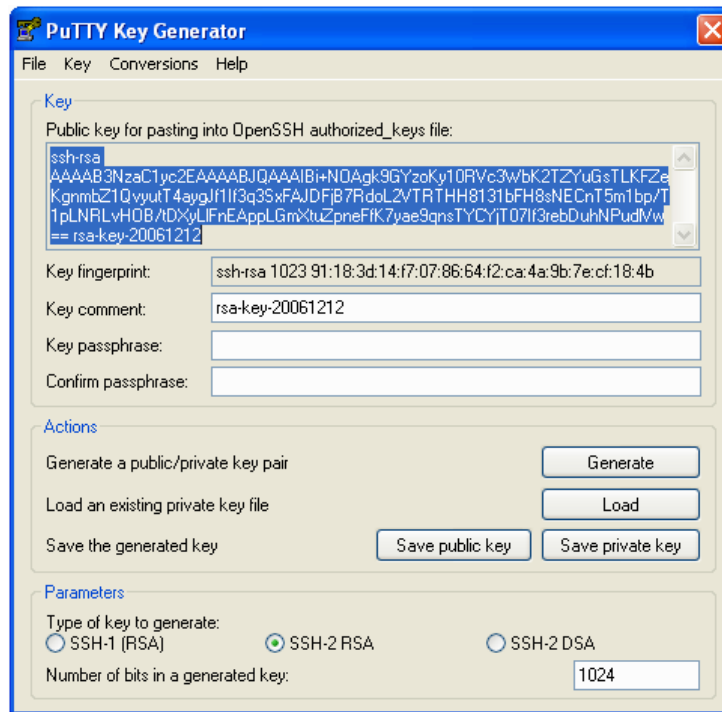 PuTTY Key Generator
File Key Conversions Help
Key
Public key for pasting into OpenSSH authorized_keys file:
ssh-rsa
AAAAB3NzaC1yc2EAAAABJQAAAIBi+NOAgk9GYzoKy10RVc3WbK2TZYuGsTLKFZe
KgnmbZ1QvyutT4aygJf1If3q3SxFAJDFjB7RdoL2VTRTHH8131bFH8sNECnT5m1bp/T
1pLNRLvHOB/tDXyLlFnEAppLGmXtuZpneFfK7yae9qnsTYCYjT07If3rebDuhNPudMw
== rsa-key-20061212
Key fingerprint: ssh-rsa 1023 91:18:3d:14:f7:07:86:64:f2:ca:4a:9b:7e:cf:18:4b
Key comment: rsa-key-20061212
Key passphrase:
Confirm passphrase:
Actions
Generate a public/private key pair Generate
Load an existing private key file Load
Save the generated key Save public key Save private key
Parameters
Type of key to generate:
SSH-1 (RSA) SSH-2 RSA SSH-2 DSA
Number of bits in a generated key: 1024